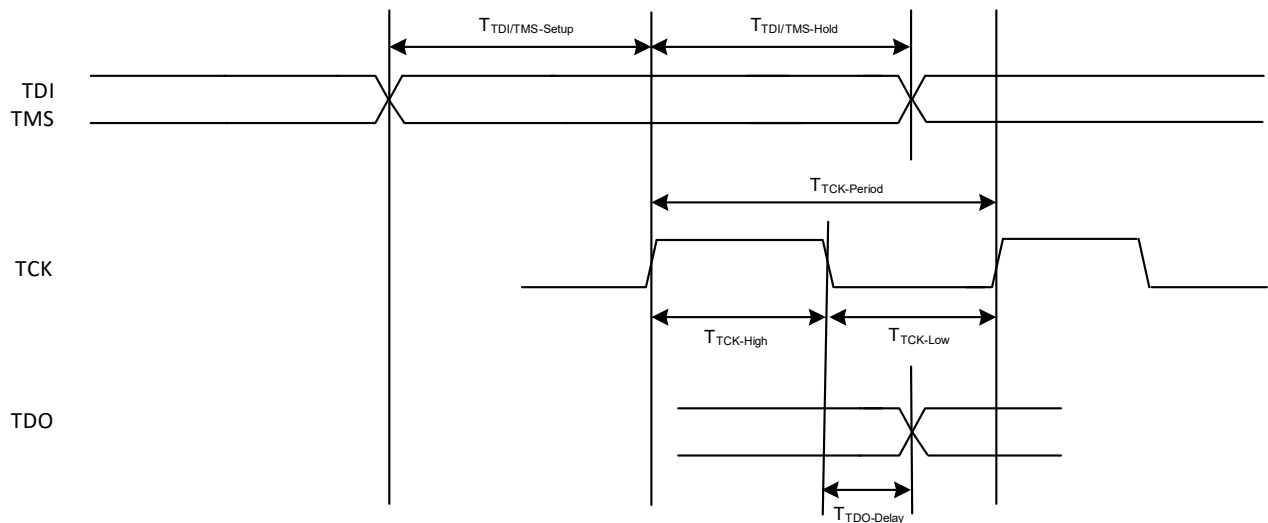 T_TDI/TMS-Setup
T_TDI/TMS-Hold
TDI
TMS
T_TCK-Period
TCK
T_TCK-High
T_TCK-Low
TDO
T_TDO-Delay